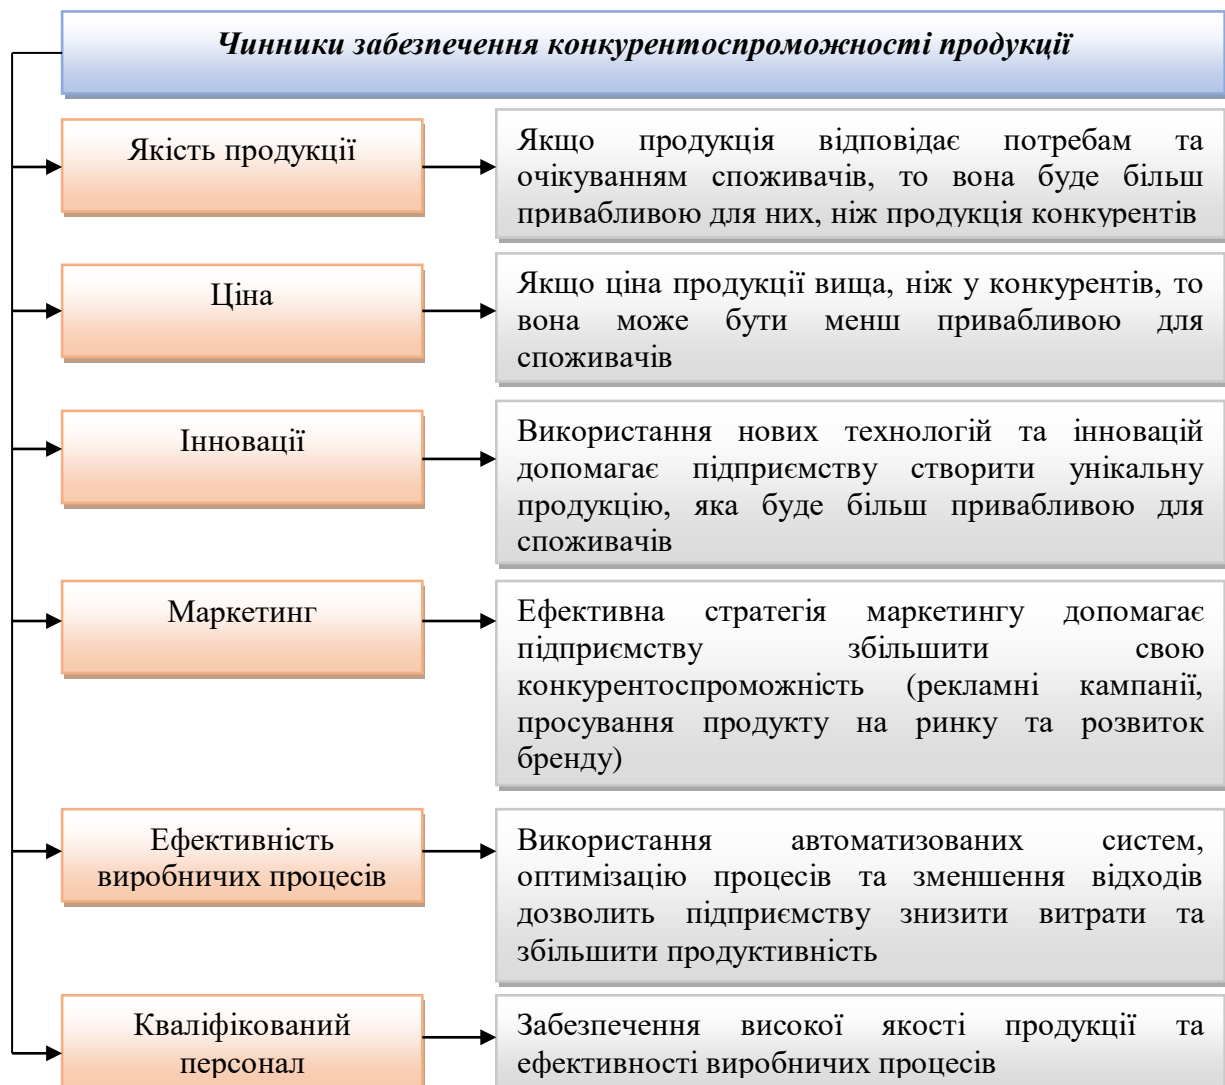 Чинники забезпечення конкурентоспроможності продукції
Якість продукції
Якщо продукція відповідає потребам та
очікуванням споживачів, то вона буде більш
привабливою для них, ніж продукція конкурентів
Ціна
Якщо ціна продукції вища, ніж у конкурентів, то
вона може бути менш привабливою для
споживачів
Інновації
Використання нових технологій та інновацій
допомагає підприємству створити унікальну
продукцію, яка буде більш привабливою для
споживачів
Маркетинг
Ефективна стратегія маркетингу допомагає
підприємству збільшити свою
конкурентоспроможність (рекламні кампанії,
просування продукту на ринку та розвиток
бренду)
Ефективність
виробничих процесів
Використання автоматизованих систем,
оптимізацію процесів та зменшення відходів
дозволить підприємству знизити витрати та
збільшити продуктивність
Кваліфікований
персонал
Забезпечення високої якості продукції та
ефективності виробничих процесів